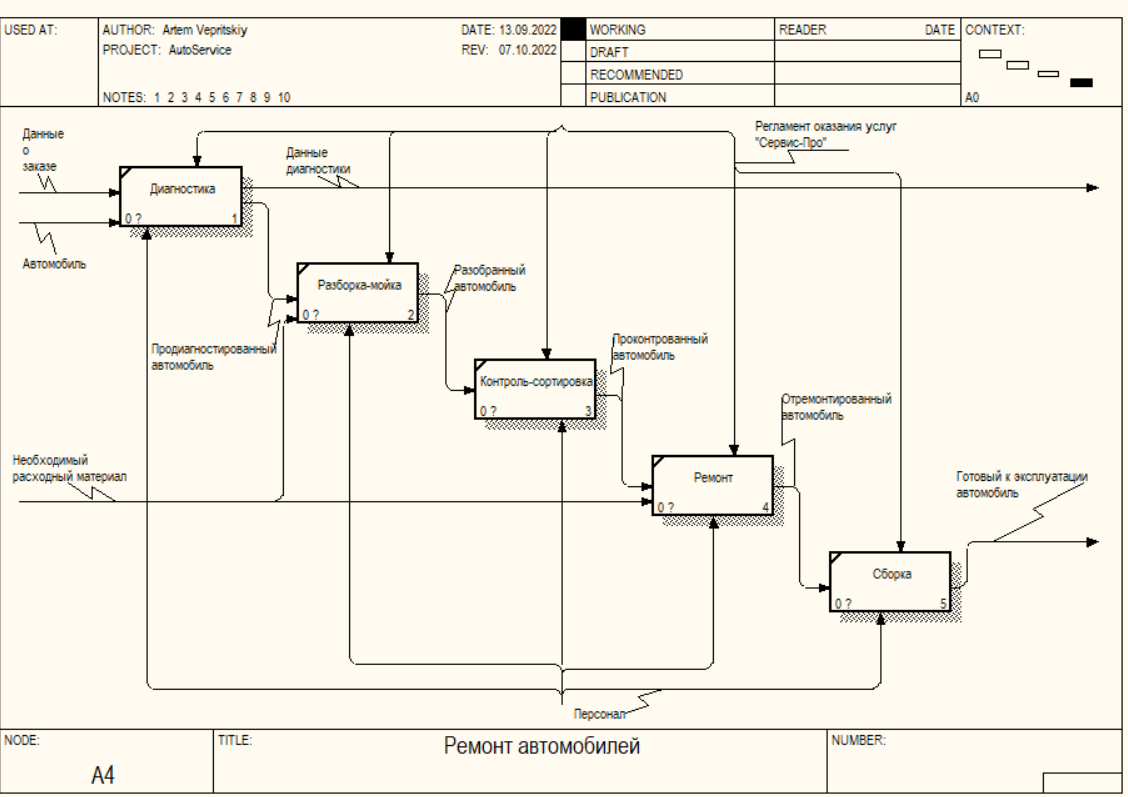 USED AT:
AUTHOR: Artem Vepritskiy
DATE: 13.09.2022
WORKING
READER
DATE
CONTEXT:
PROJECT: AutoService
REV: 07.10.2022
DRAFT
RECOMMENDED
NOTES: 1 2 3 4 5 6 7 8 9 10
PUBLICATION
A0
Данные
о
заказе
Регламент оказания услуг
"Сервис-Про"
Данные
диагностики
Диагностика
0 ? 1
Автомобиль
Разобранный
автомобиль
Разборка-мойка
0 ? 2
Продиагностированный
автомобиль
Проконтрованный
автомобиль
Контроль-сортировка
0 ? 3
Отремонтированный
автомобиль
Необходимый
расходный материал
Ремонт
0 ? 4
Готовый к эксплуатации
автомобиль
Сборка
0 ? 5
Персонал
NODE:
TITLE:
Ремонт автомобилей
NUMBER:
A4